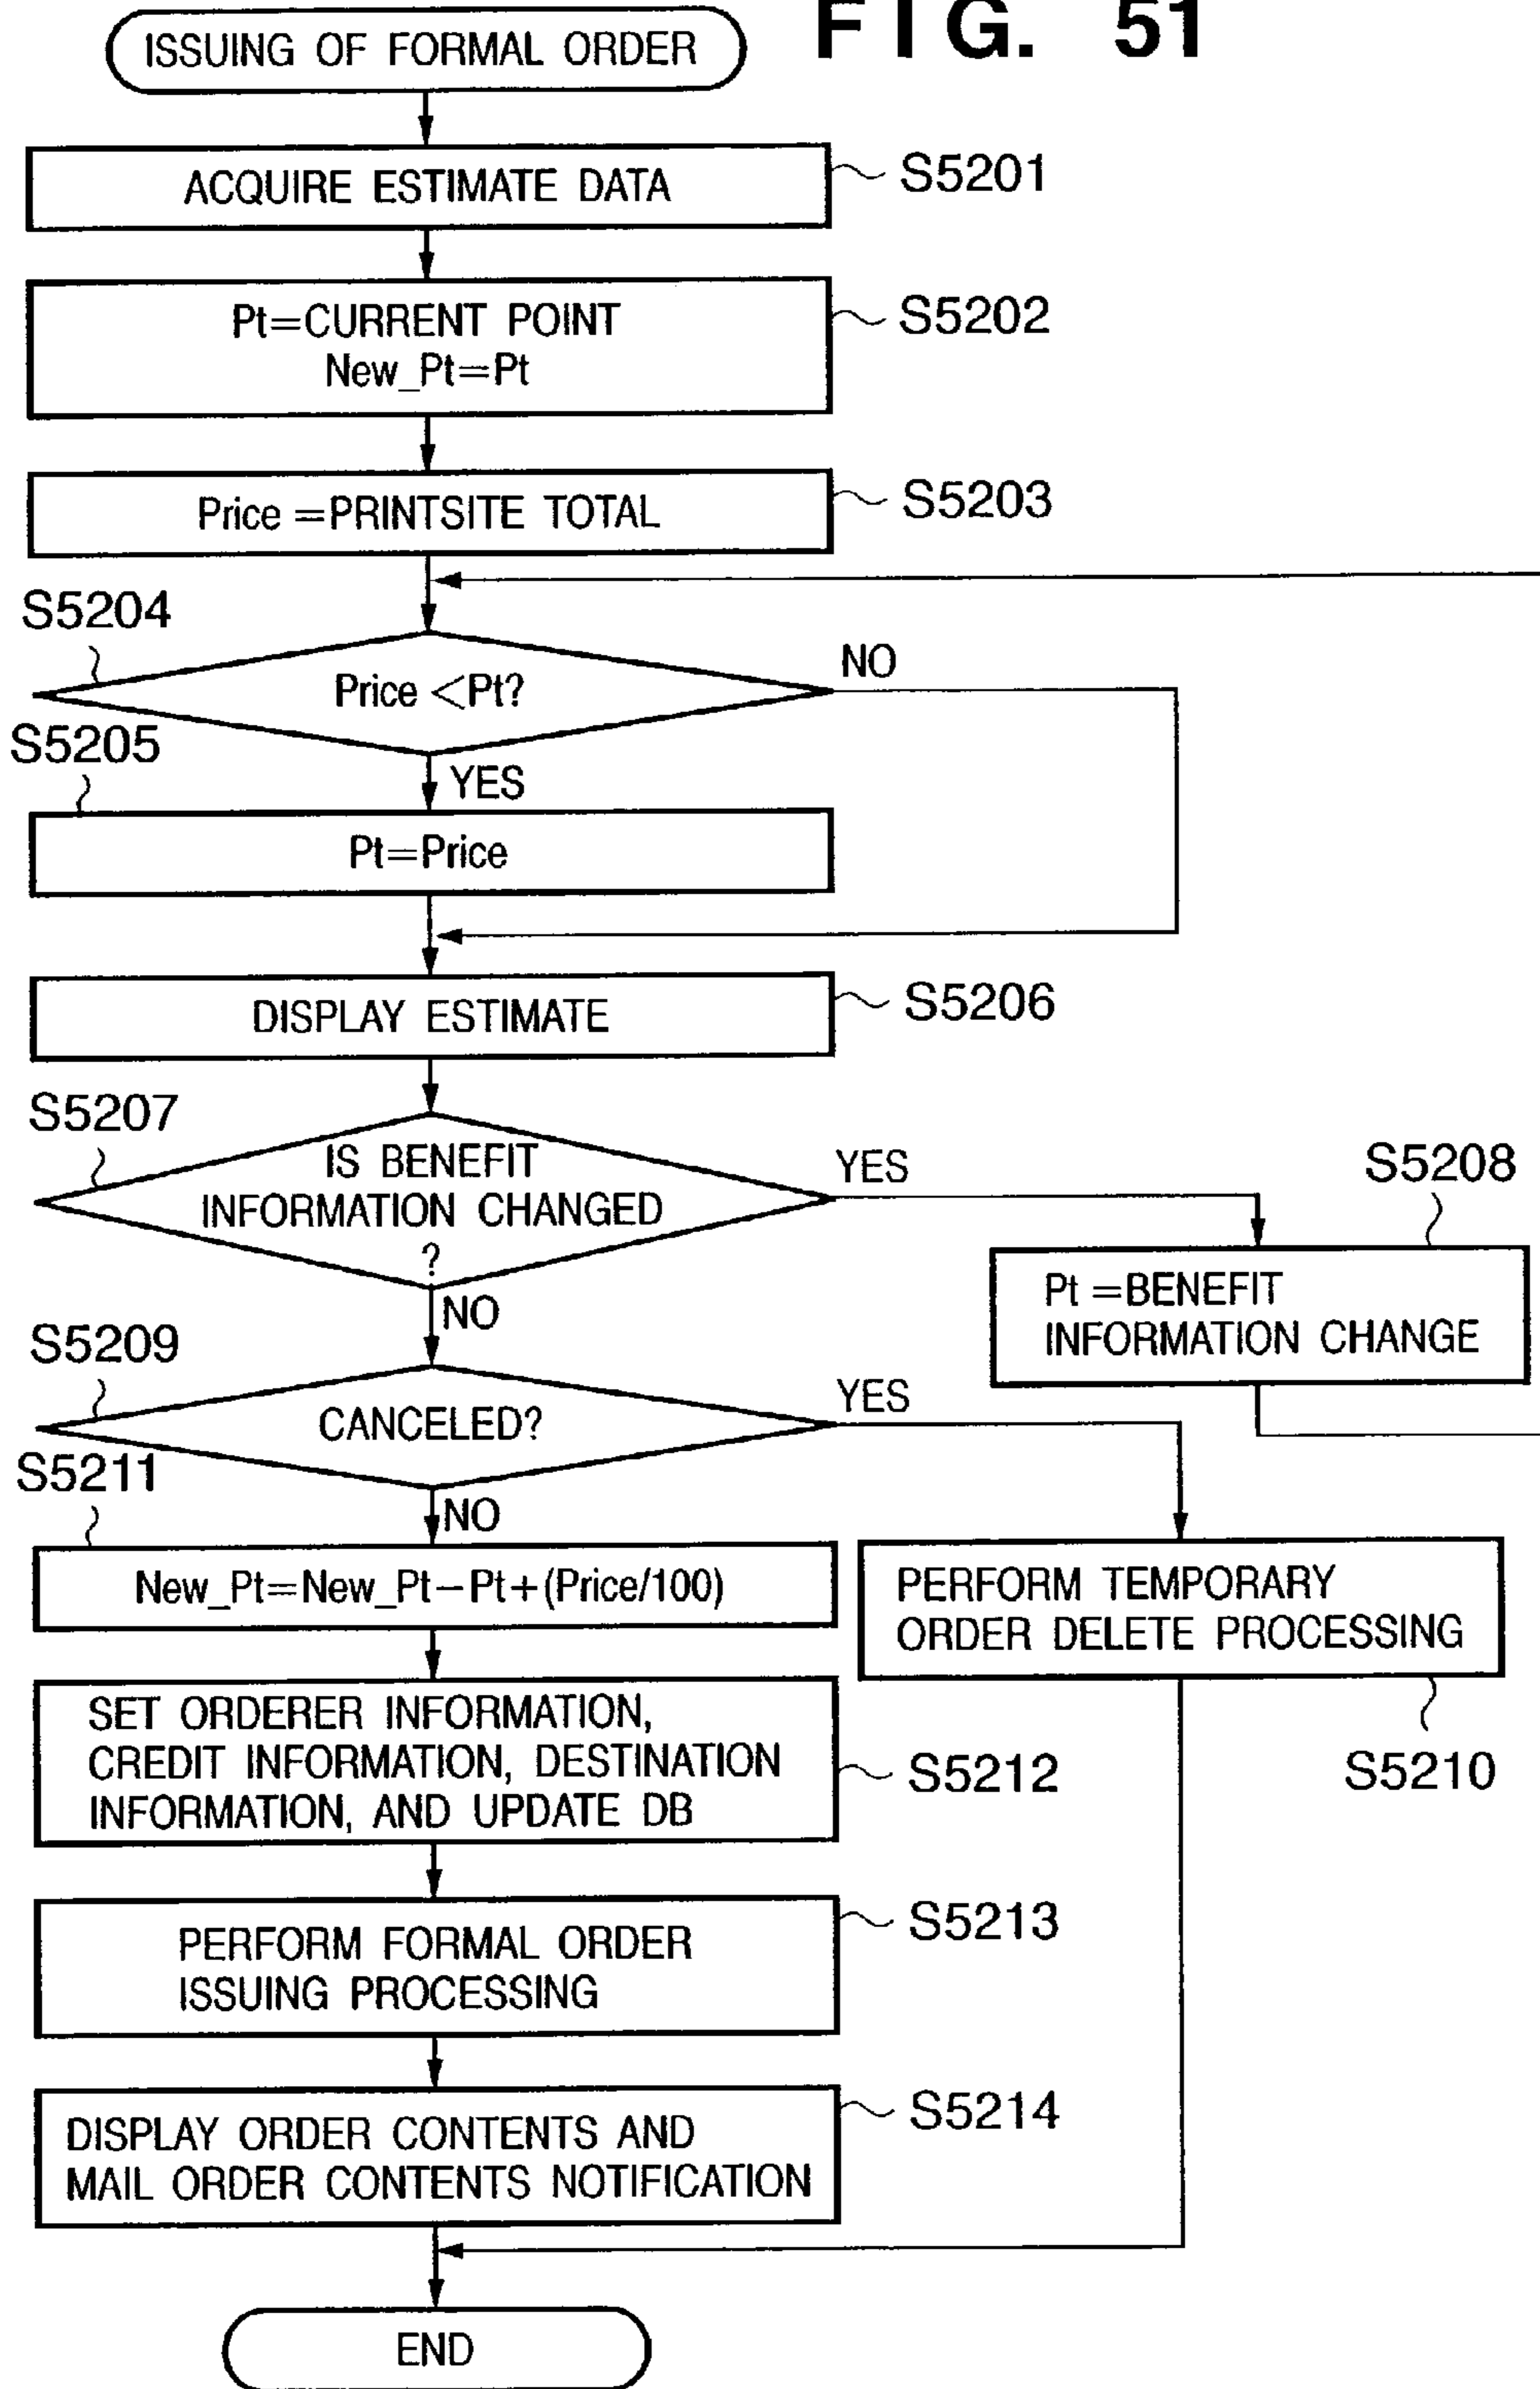 FIG. 51
ISSUING OF FORMAL ORDER
ACQUIRE ESTIMATE DATA
S5201
Pt=CURRENT POINT
New_Pt=Pt
S5202
Price=PRINTSITE TOTAL
S5203
S5204
Price<Pt?
NO
YES
S5205
Pt=Price
DISPLAY ESTIMATE
S5206
S5207
IS BENEFIT
INFORMATION CHANGED
?
YES
NO
S5208
Pt=BENEFIT
INFORMATION CHANGE
S5209
CANCELED?
YES
NO
S5211
New_Pt=New_Pt−Pt+(Price/100)
PERFORM TEMPORARY
ORDER DELETE PROCESSING
S5210
SET ORDERER INFORMATION,
CREDIT INFORMATION, DESTINATION
INFORMATION, AND UPDATE DB
S5212
PERFORM FORMAL ORDER
ISSUING PROCESSING
S5213
DISPLAY ORDER CONTENTS AND
MAIL ORDER CONTENTS NOTIFICATION
S5214
END